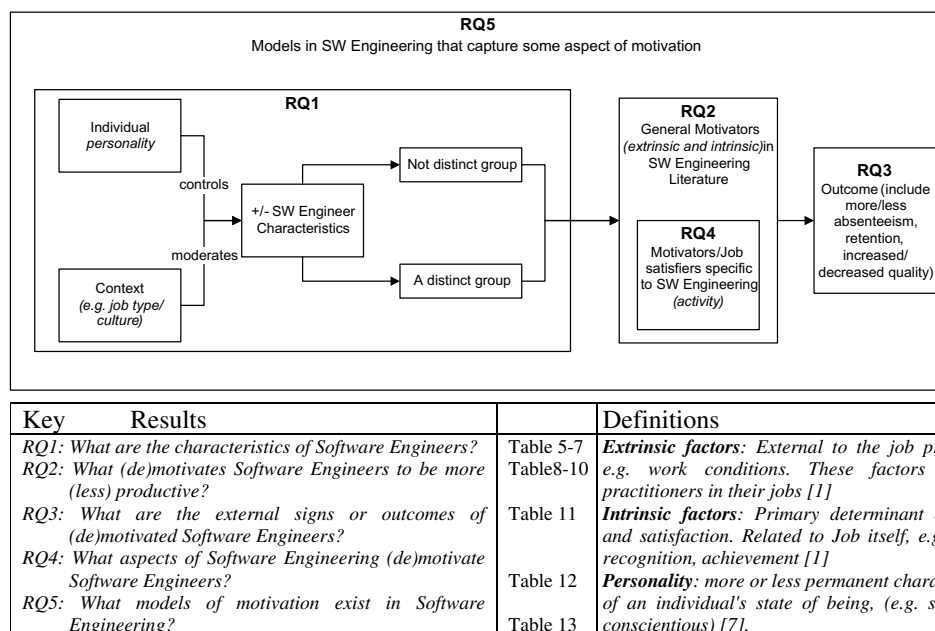 RQ5
Models in SW Engineering that capture some aspect of motivation
RQ1
Individual
personality
controls
moderates
Context
(e.g. job type/
culture)
+/- SW Engineer
Characteristics
Not distinct group
A distinct group
RQ2
General Motivators
(extrinsic and intrinsic)in
SW Engineering
Literature
RQ4
Motivators/Job
satisfiers specific
to SW Engineering
(activity)
RQ3
Outcome (include
more/less
absenteeism,
retention,
increased/
decreased quality)
Key Results
RQ1: What are the characteristics of Software Engineers?
RQ2: What (de)motivates Software Engineers to be more
(less) productive?
RQ3: What are the external signs or outcomes of
(de)motivated Software Engineers?
RQ4: What aspects of Software Engineering (de)motivate
Software Engineers?
RQ5: What models of motivation exist in Software
Engineering?
Table 5-7
Table8-10
Table 11
Table 12
Table 13
Definitions
Extrinsic factors: External to the job
e.g. work conditions. These factors
practitioners in their jobs [1]
Intrinsic factors: Primary determinant
and satisfaction. Related to Job itself, e.g
recognition, achievement [1]
Personality: more or less permanent
of an individual's state of being, (e.g.
conscientious) [7].